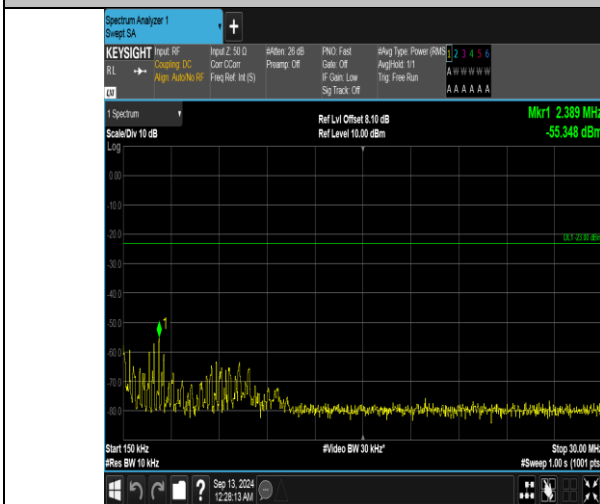 Spectrum Analyzer 1
Swept SA
KEYSIGHT
RL
LXI
Input: RF
Coupling: DC
Align: Auto/No RF
Input Z: 50 Ω
Corr CCorr
Freq Ref: Int (S)
#Atten: 26 dB
Preamp: Off
PNO: Fast
Gate: Off
IF Gain: Low
Sig Track: Off
#Avg Type: Power (RMS
Avg|Hold: 1/1
Trig: Free Run
1 2 3 4 5 6
A W W W W W
A A A A A A
1 Spectrum
Scale/Div 10 dB
Log
Ref Lvl Offset 8.10 dB
Ref Level 10.00 dBm
Mkr1 2.389 MHz
-55.348 dBm
0.00
-10.0
-20.0
DL1 -23.00 dBm
-30.0
-40.0
-50.0
1
-60.0
-70.0
-80.0
Start 150 kHz
#Res BW 10 kHz
#Video BW 30 kHz*
Stop 30.00 MHz
#Sweep 1.00 s (1001 pts)
?
Sep 13, 2024
12:28:13 AM